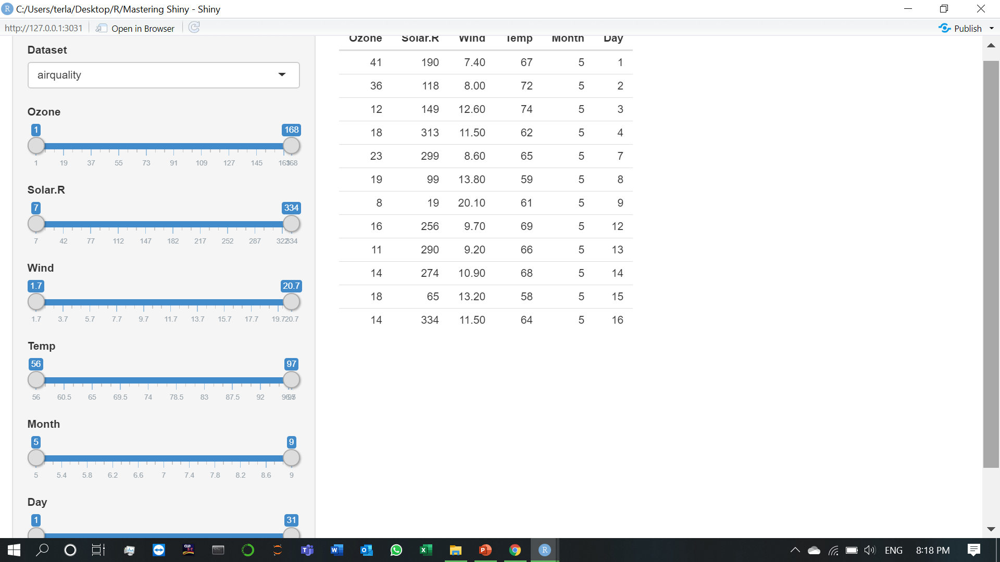 C:/Users/terla/Desktop/R/Mastering Shiny - Shiny
http://127.0.0.1:3031 Open in Browser Publish
Dataset
airquality
Ozone
1 168
1 19 37 55 73 91 109 127 145 163 168
Solar.R
7 334
7 42 77 112 147 182 217 252 287 322 334
Wind
1.7 20.7
1.7 3.7 5.7 7.7 9.7 11.7 13.7 15.7 17.7 19.7 20.7
Temp
56 97
56 60.5 65 69.5 74 78.5 83 87.5 92 96.5 97
Month
5 9
5 5.4 5.8 6.2 6.6 7 7.4 7.8 8.2 8.6 9
Day
1 31
Ozone Solar.R Wind Temp Month Day
41 190 7.40 67 5 1
36 118 8.00 72 5 2
12 149 12.60 74 5 3
18 313 11.50 62 5 4
23 299 8.60 65 5 7
19 99 13.80 59 5 8
8 19 20.10 61 5 9
16 256 9.70 69 5 12
11 290 9.20 66 5 13
14 274 10.90 68 5 14
18 65 13.20 58 5 15
14 334 11.50 64 5 16
ENG 8:18 PM